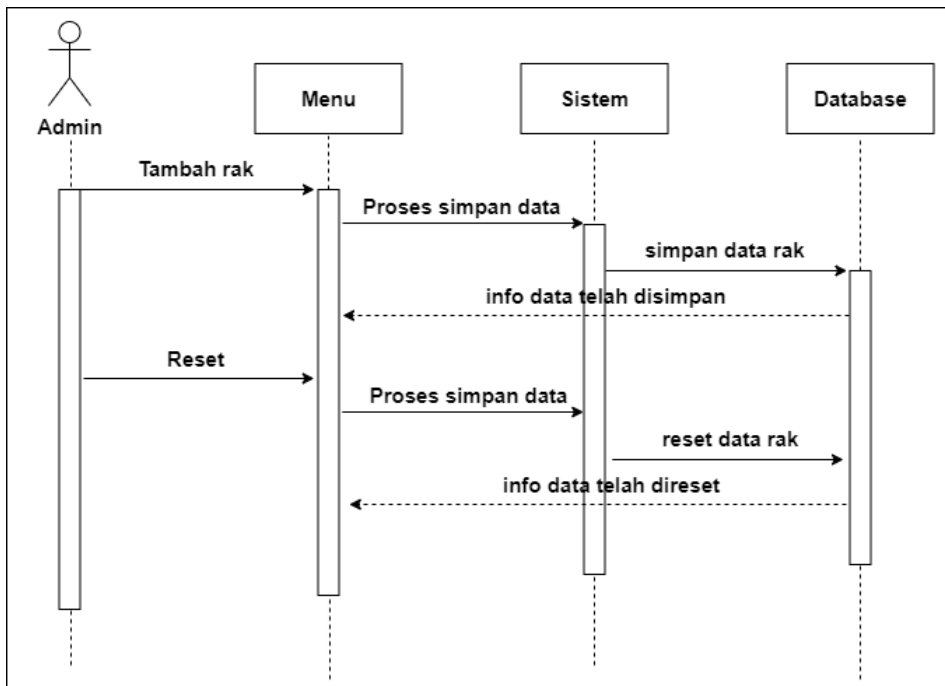 Admin
Menu
Sistem
Database
Tambah rak
Proses simpan data
simpan data rak
info data telah disimpan
Reset
Proses simpan data
reset data rak
info data telah direset